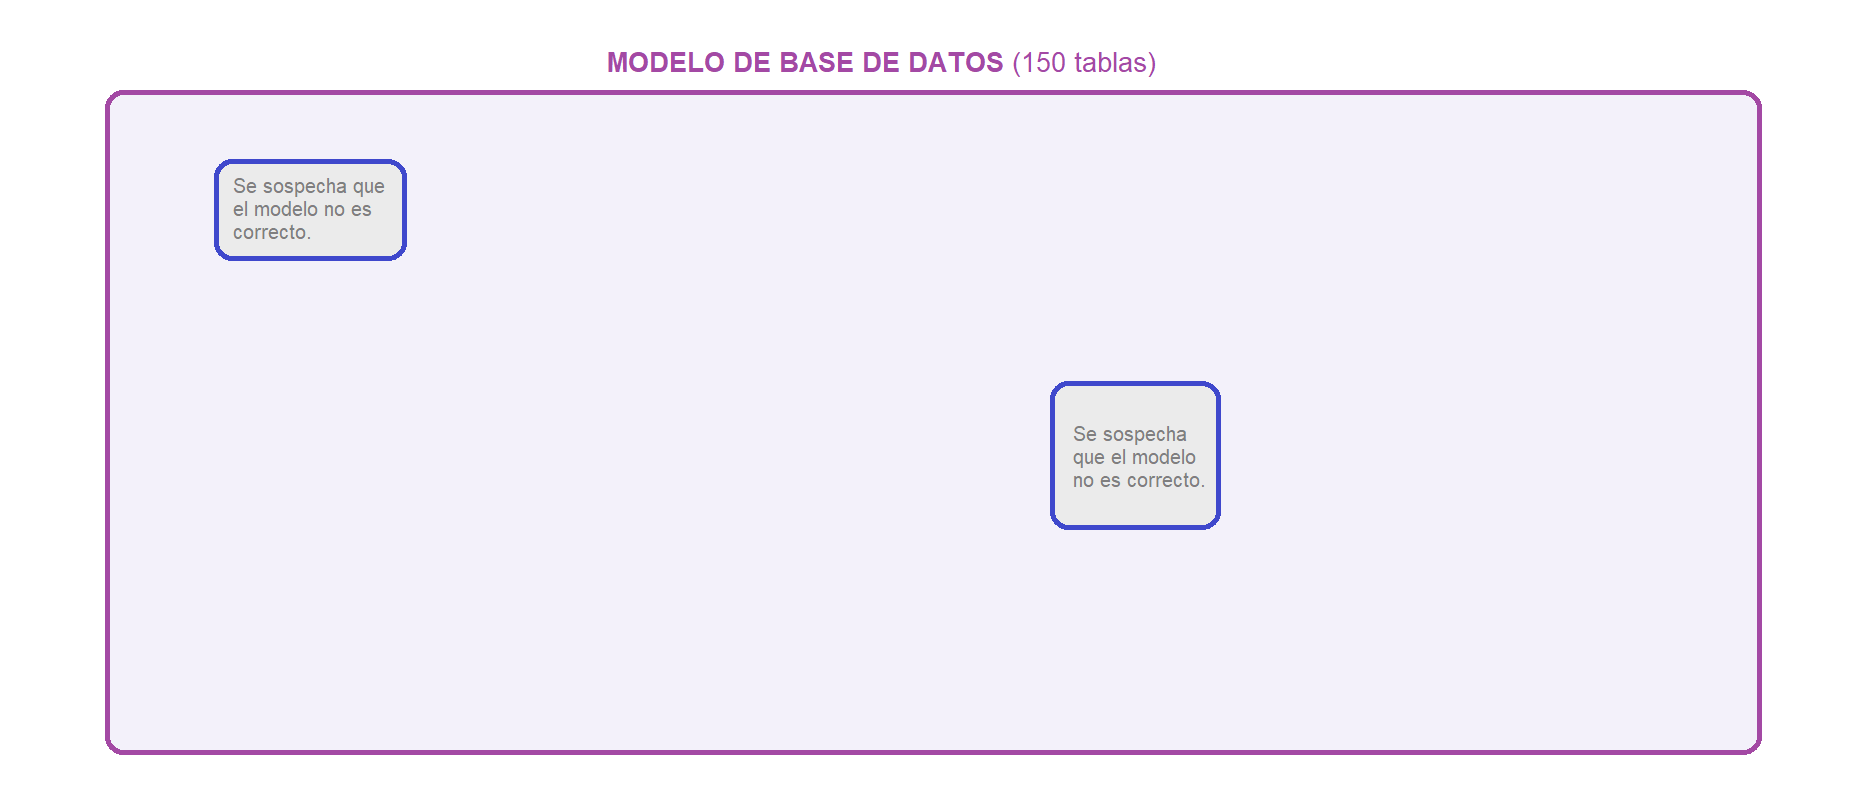 MODELO DE BASE DE DATOS (150 tablas)
Se sospecha que
el modelo no es
correcto.
Se sospecha
que el modelo
no es correcto.